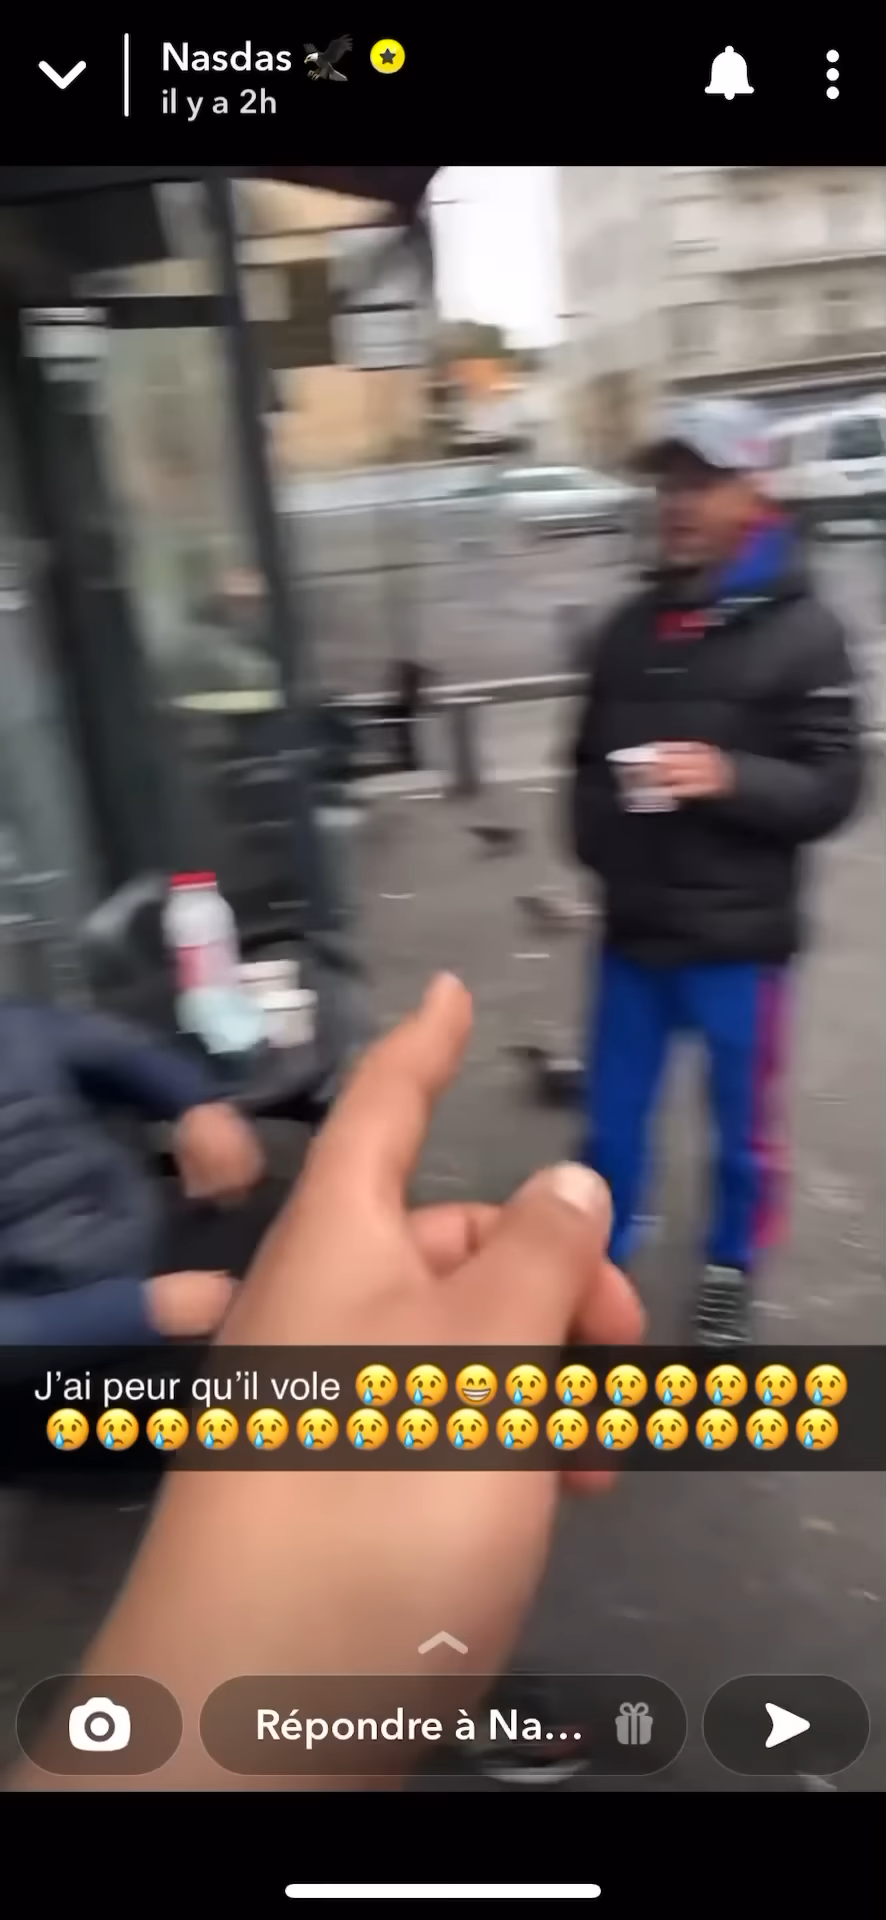 Nasdas 🦅
il y a 2h
J’ai peur qu’il vole 😢😢😁😢😢😢😢😢😢😢
😢😢😢😢😢😢😢😢😢😢😢😢😢😢😢😢
Répondre à Na...